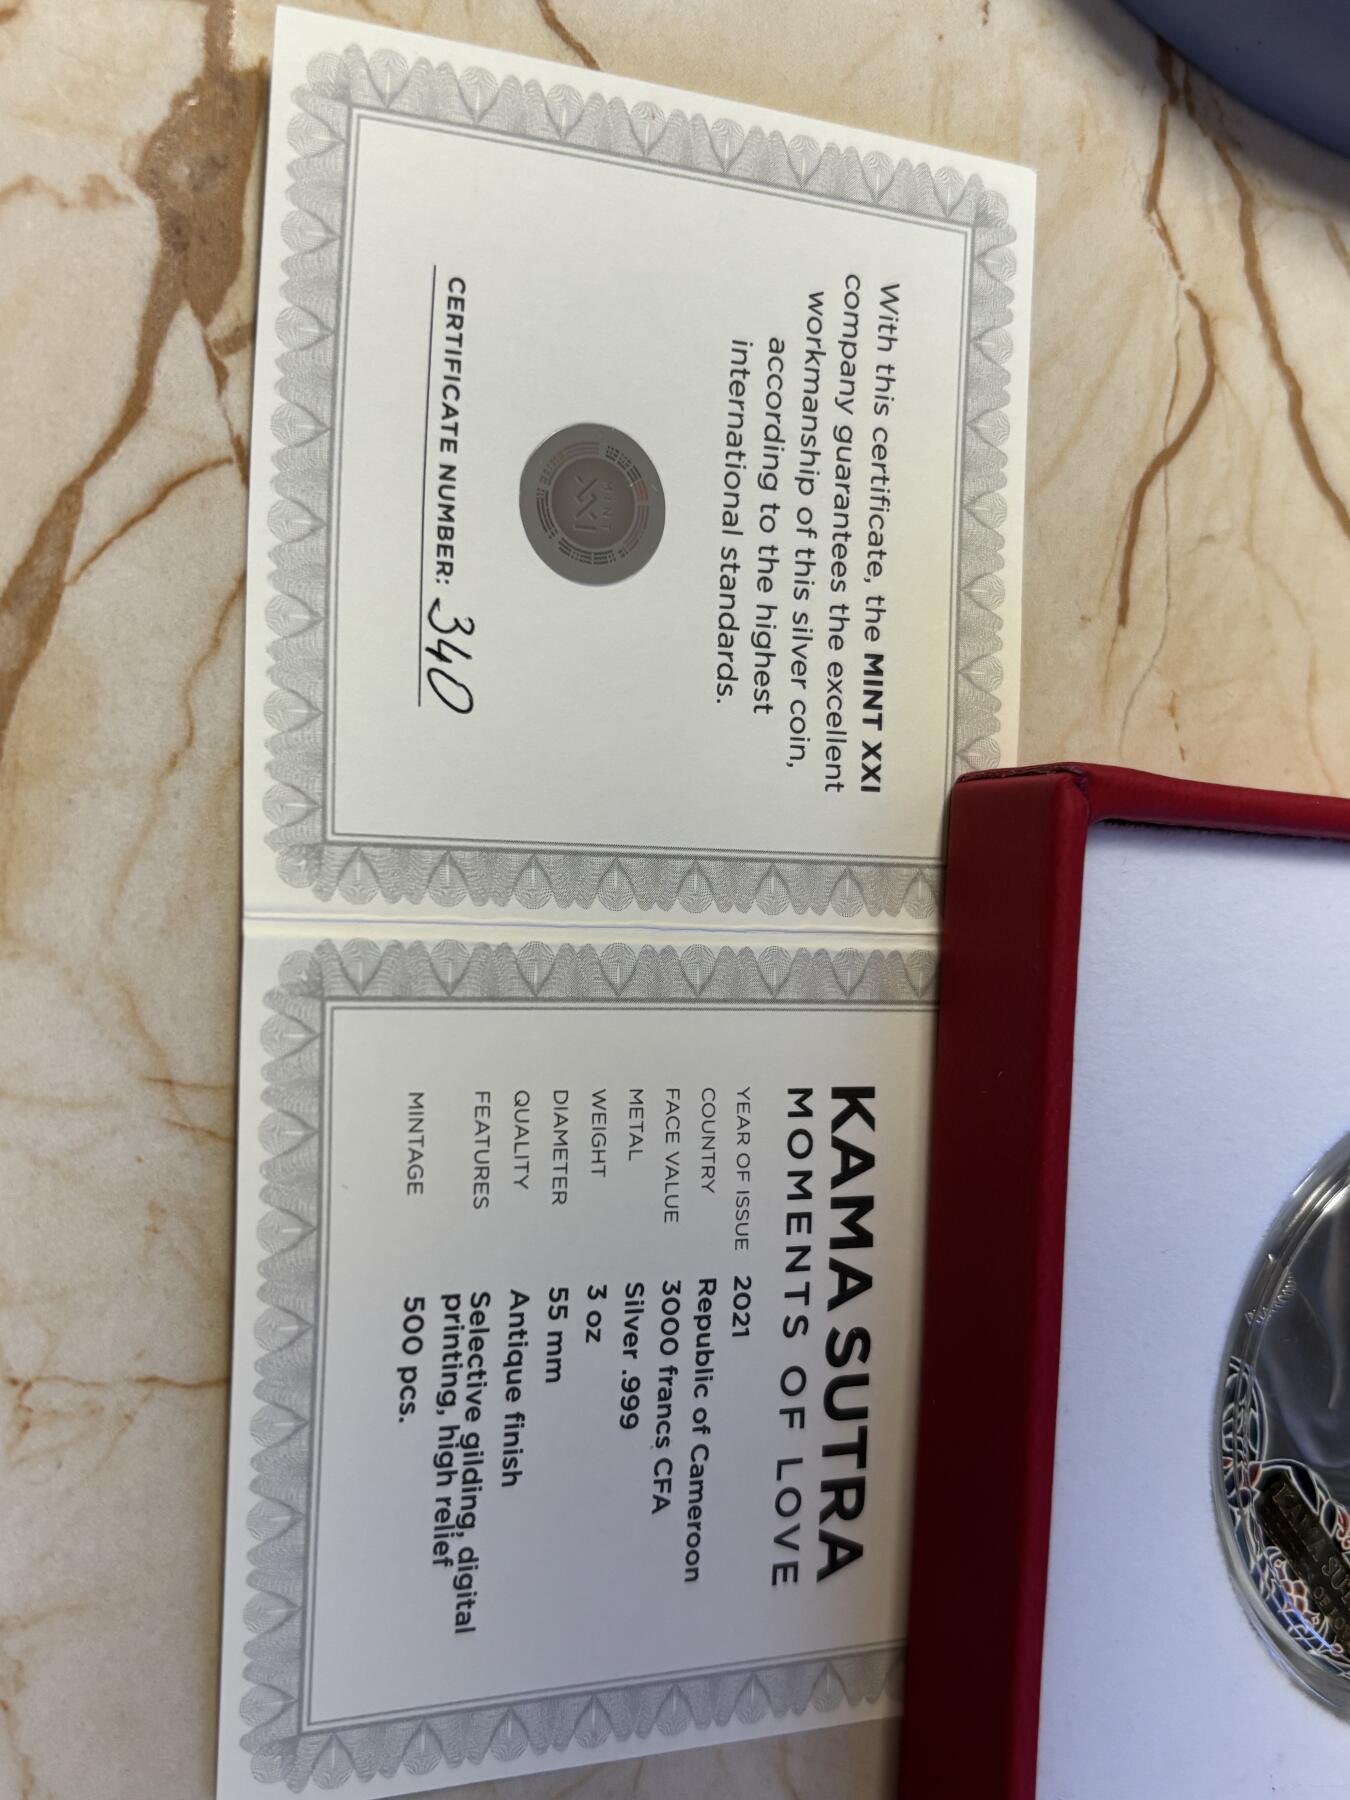 With this certificate, the MINT XXI
company guarantees the excellent
workmanship of this silver coin,
according to the highest
international standards.
MINT
XXI
CERTIFICATE NUMBER: 340
KAMA SUTRA
MOMENTS OF LOVE
YEAR OF ISSUE 2021
COUNTRY Republic of Cameroon
FACE VALUE 3000 francs CFA
METAL Silver .999
WEIGHT 3 oz
DIAMETER 55 mm
QUALITY Antique finish
FEATURES Selective gilding, digital
printing, high relief
MINTAGE 500 pcs.
KAMA SU